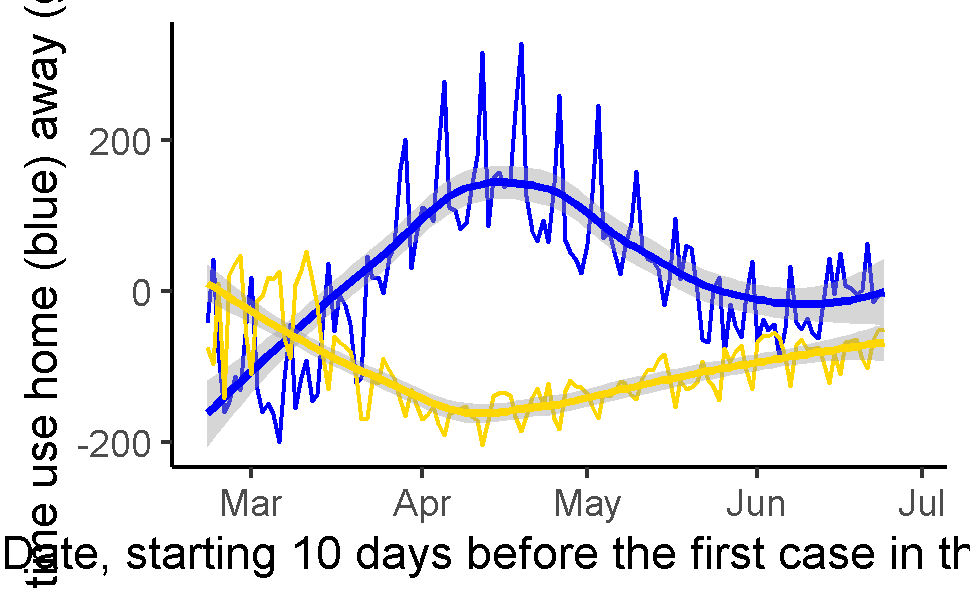 time use home (blue) away (
200
0
-200
Mar Apr May Jun Jul
Date, starting 10 days before the first case in th